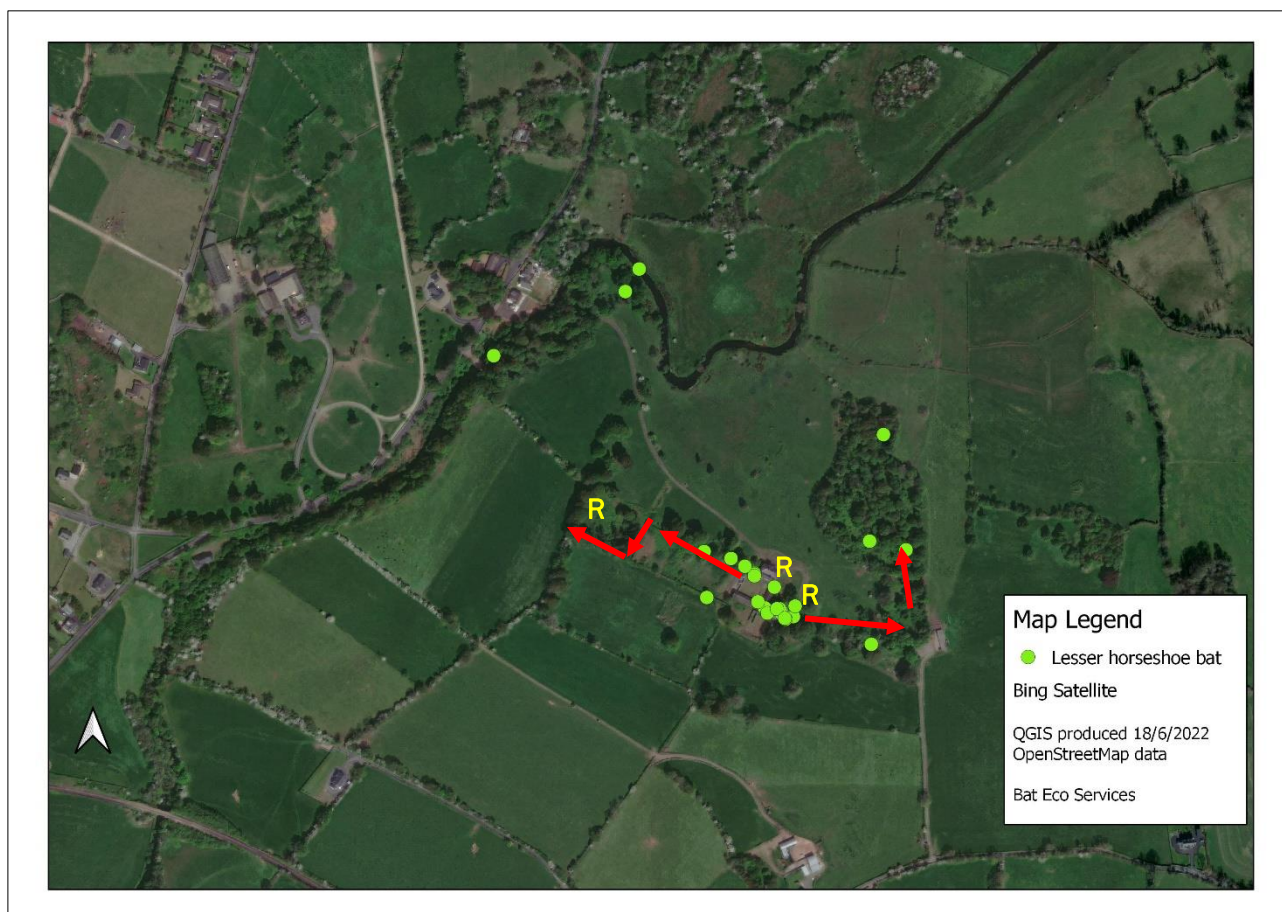 R
R
R
Map Legend
Lesser horseshoe bat
Bing Satellite
QGIS produced 18/6/2022
OpenStreetMap data
Bat Eco Services